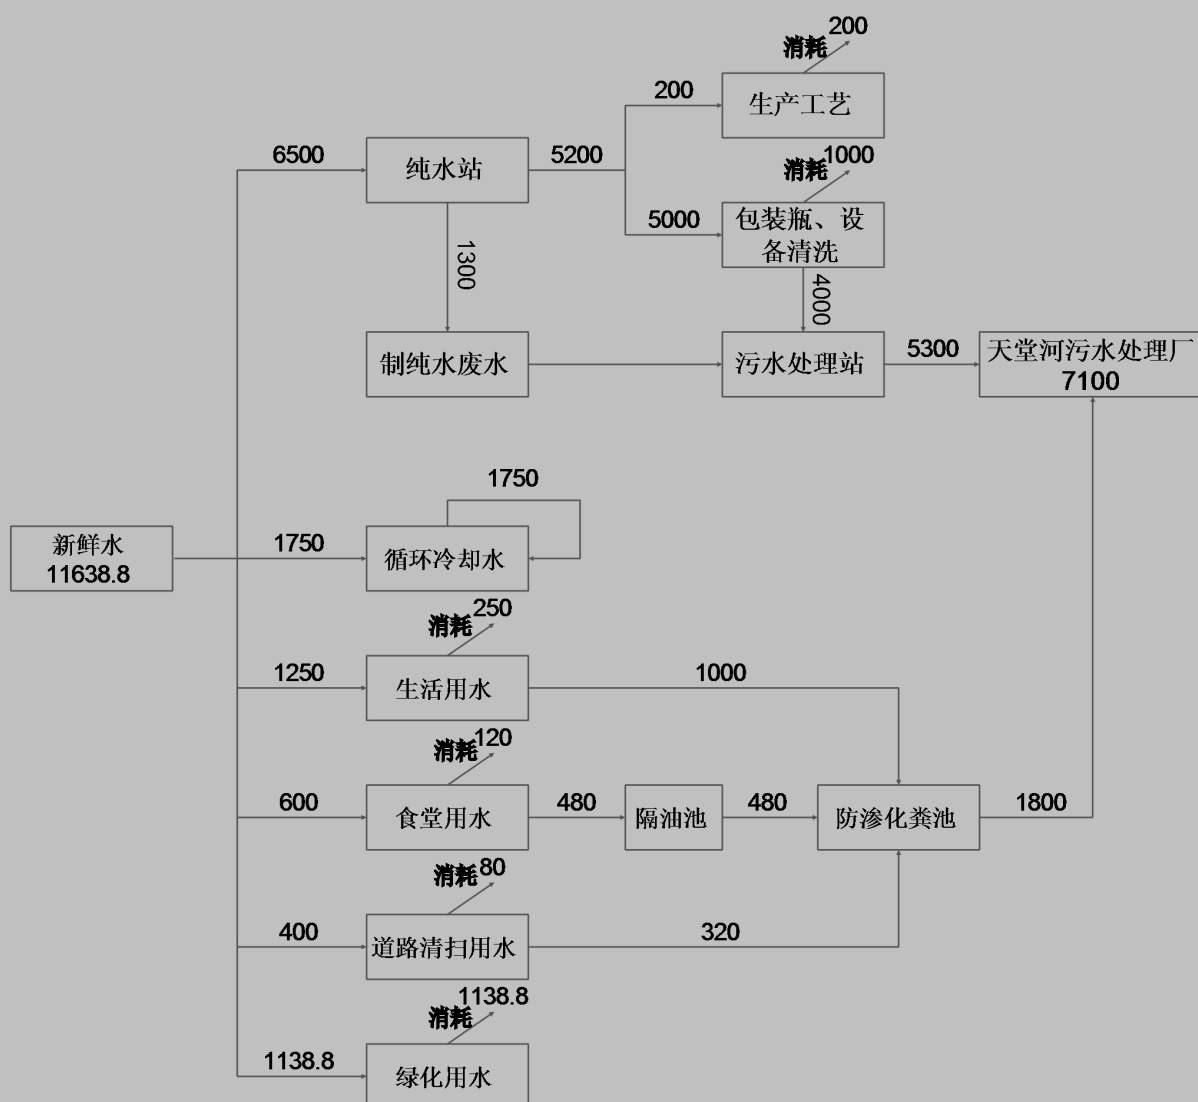 200
消耗
200
生产工艺
6500
纯水站
5200
消耗
1000
5000
包装瓶、设
备清洗
1300
4000
制纯水废水
污水处理站
5300
天堂河污水处理厂
7100
1750
新鲜水
11638.8
1750
循环冷却水
消耗
250
1250
生活用水
1000
消耗
120
600
食堂用水
480
隔油池
480
防渗化粪池
1800
消耗
80
400
道路清扫用水
320
消耗
1138.8
1138.8
绿化用水